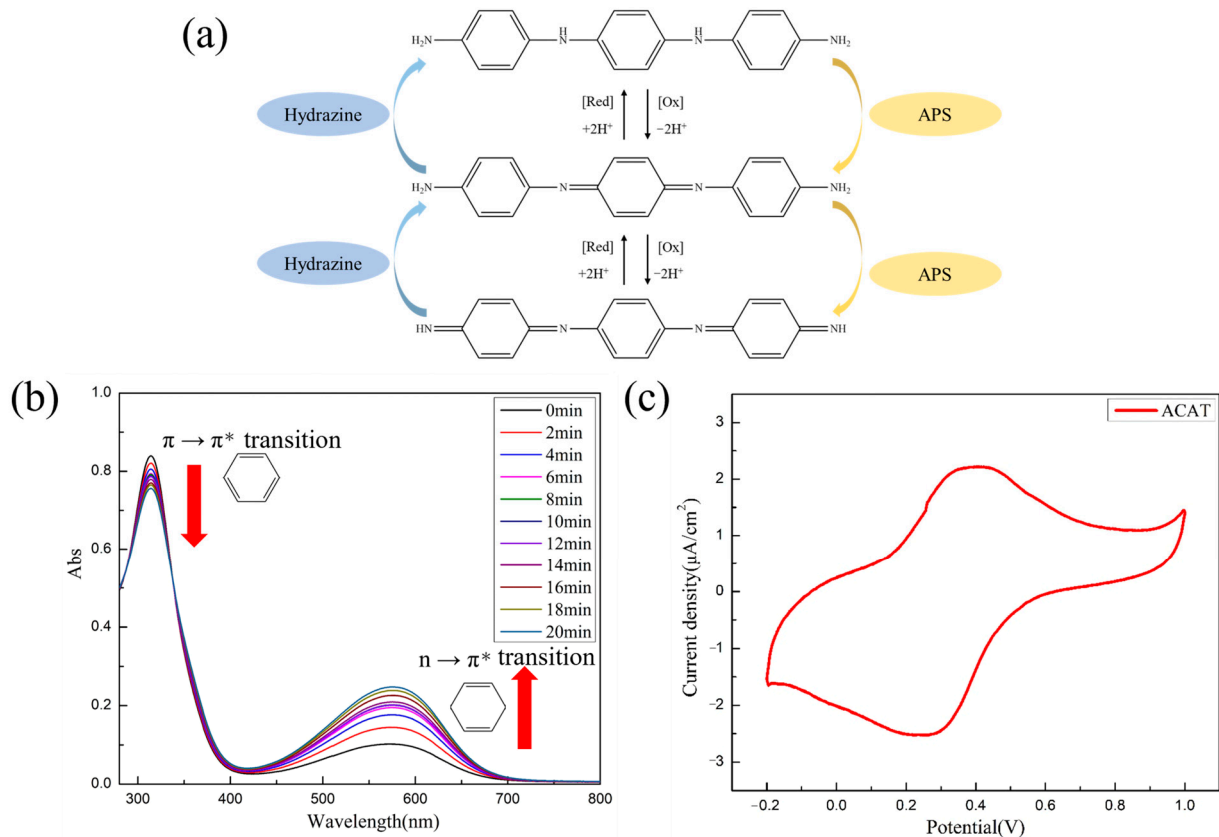 (a)
H₂N
H
N
H
N
NH₂
Hydrazine
[Red]
+2H⁺
[Ox]
−2H⁺
APS
H₂N
N
N
NH₂
Hydrazine
[Red]
+2H⁺
[Ox]
−2H⁺
APS
HN
N
N
NH
(b)
1.0
0.8
0.6
0.4
0.2
0.0
Abs
300
400
500
600
700
800
Wavelength(nm)
π → π* transition
n → π* transition
0min
2min
4min
6min
8min
10min
12min
14min
16min
18min
20min
(c)
ACAT
3
2
1
0
−1
−2
−3
Current density(μA/cm²)
−0.2
0.0
0.2
0.4
0.6
0.8
1.0
Potential(V)